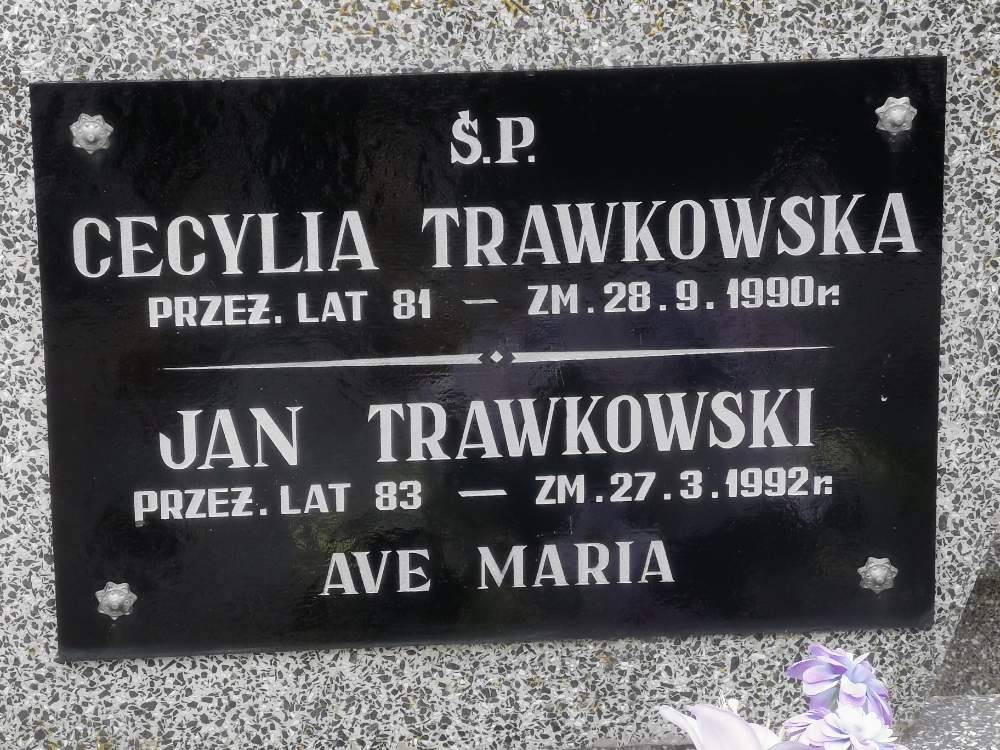 Ś.P.
CECYLIA TRAWKOWSKA
PRZEŻ. LAT 81 — ZM. 28.9.1990r.
JAN TRAWKOWSKI
PRZEŻ. LAT 83 — ZM. 27.3.1992r.
AVE MARIA